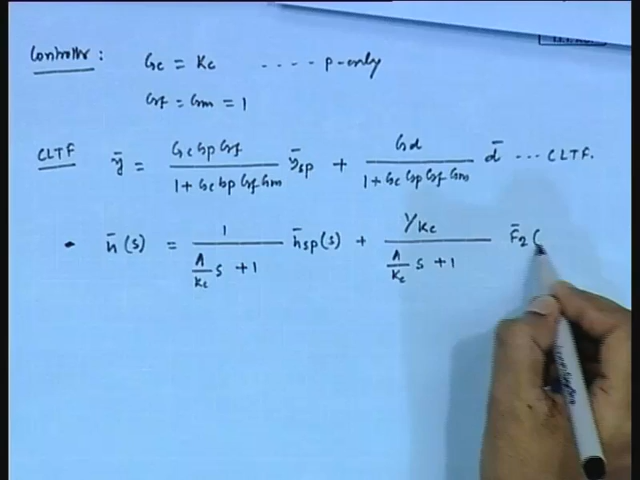 Controller : Gc = Kc ---- P-only
Gf = Gm = 1
CLTF ȳ = GcGpGf / (1 + GcGpGfGm) ȳsp + Gd / (1 + GcGpGfGm) d̄ --- CLTF.
• h̄(s) = 1 / (A/Kc s + 1) h̄sp(s) + 1/Kc / (A/Kc s + 1) F̄2(